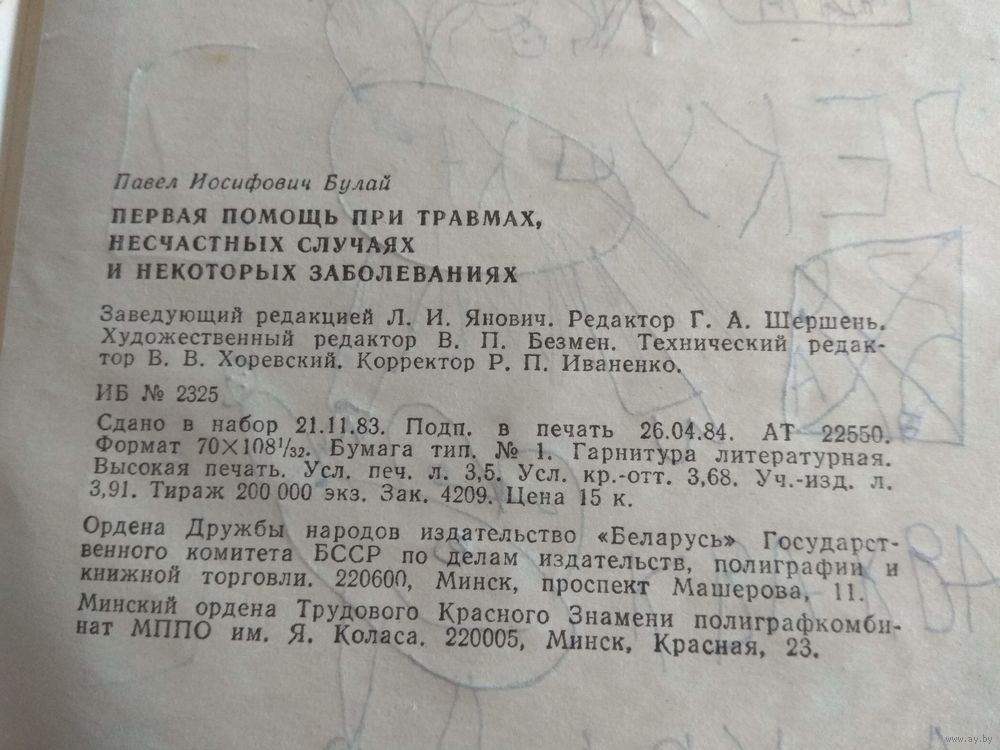 Павел Иосифович Булай
ПЕРВАЯ ПОМОЩЬ ПРИ ТРАВМАХ,
НЕСЧАСТНЫХ СЛУЧАЯХ
И НЕКОТОРЫХ ЗАБОЛЕВАНИЯХ
Заведующий редакцией Л. И. Янович. Редактор Г. А. Шершень.
Художественный редактор В. П. Безмен. Технический редак-
тор В. В. Хоревский. Корректор Р. П. Иваненко.
ИБ № 2325
Сдано в набор 21.11.83. Подп. в печать 26.04.84. АТ 22550.
Формат 70×108¹/₃₂. Бумага тип. № 1. Гарнитура литературная.
Высокая печать. Усл. печ. л. 3,5. Усл. кр.-отт. 3,68. Уч.-изд. л.
3,91. Тираж 200 000 экз. Зак. 4209. Цена 15 к.
Ордена Дружбы народов издательство «Беларусь» Государст-
венного комитета БССР по делам издательств, полиграфии и
книжной торговли. 220600, Минск, проспект Машерова, 11.
Минский ордена Трудового Красного Знамени полиграфкомби-
нат МППО им. Я. Коласа. 220005, Минск, Красная, 23.
www.ay.by